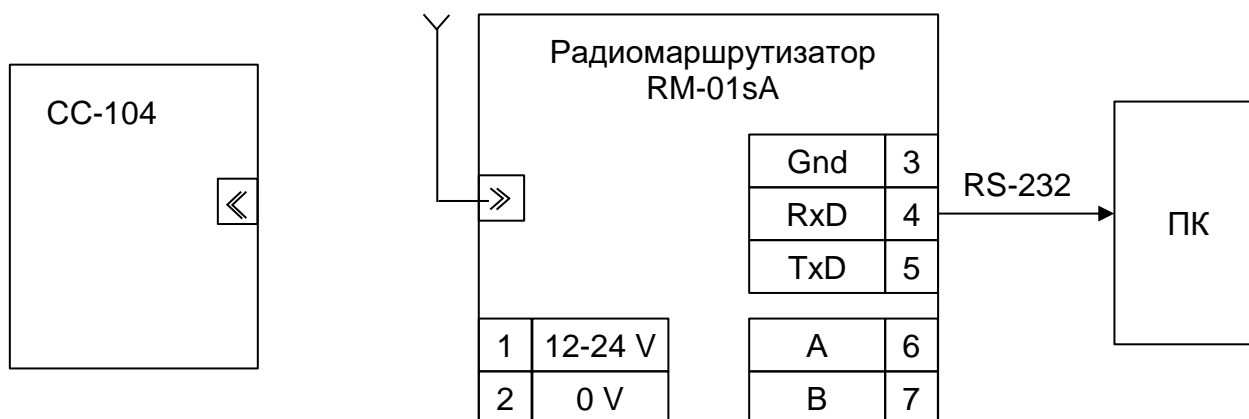 СС-104
Радиомаршрутизатор
RM-01sA
Gnd 3
RxD 4
TxD 5
RS-232
ПК
1 12-24 V
2 0 V
A 6
B 7